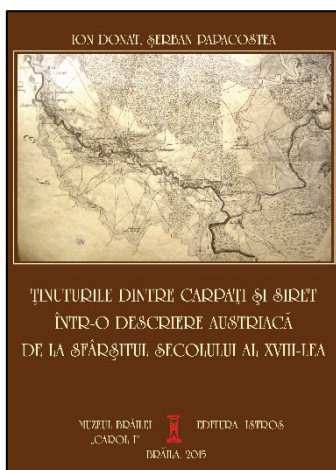 ION DONAT, ŞERBAN PAPACOSTEA
ŢINUTURILE DINTRE CARPAŢI ŞI SIRET
ÎNTR-O DESCRIERE AUSTRIACĂ
DE LA SFÂRŞITUL SECOLULUI AL XVIII-LEA
MUZEUL BRĂILEI EDITURA ISTROS
„CAROL I”
BRĂILA, 2015